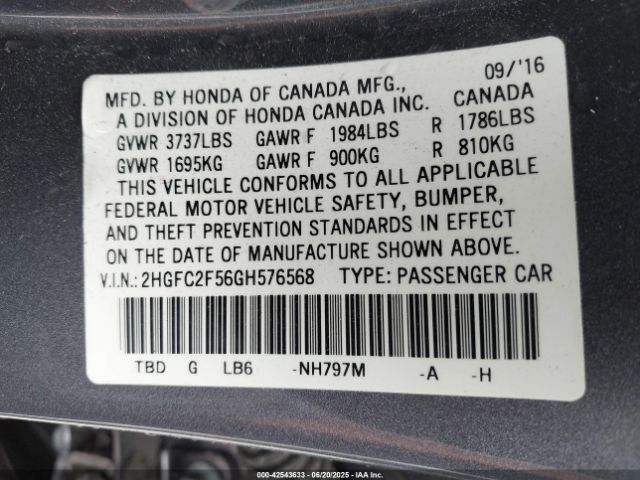 09/'16
MFD. BY HONDA OF CANADA MFG.,
A DIVISION OF HONDA CANADA INC. CANADA
GVWR 3737LBS GAWR F 1984LBS R 1786LBS
GVWR 1695KG GAWR F 900KG R 810KG
THIS VEHICLE CONFORMS TO ALL APPLICABLE
FEDERAL MOTOR VEHICLE SAFETY, BUMPER,
AND THEFT PREVENTION STANDARDS IN EFFECT
ON THE DATE OF MANUFACTURE SHOWN ABOVE.
V.I.N.: 2HGFC2F56GH576568 TYPE: PASSENGER CAR
TBD G LB6 -NH797M -A -H
000-42543633 - 06/20/2025 - IAA Inc.